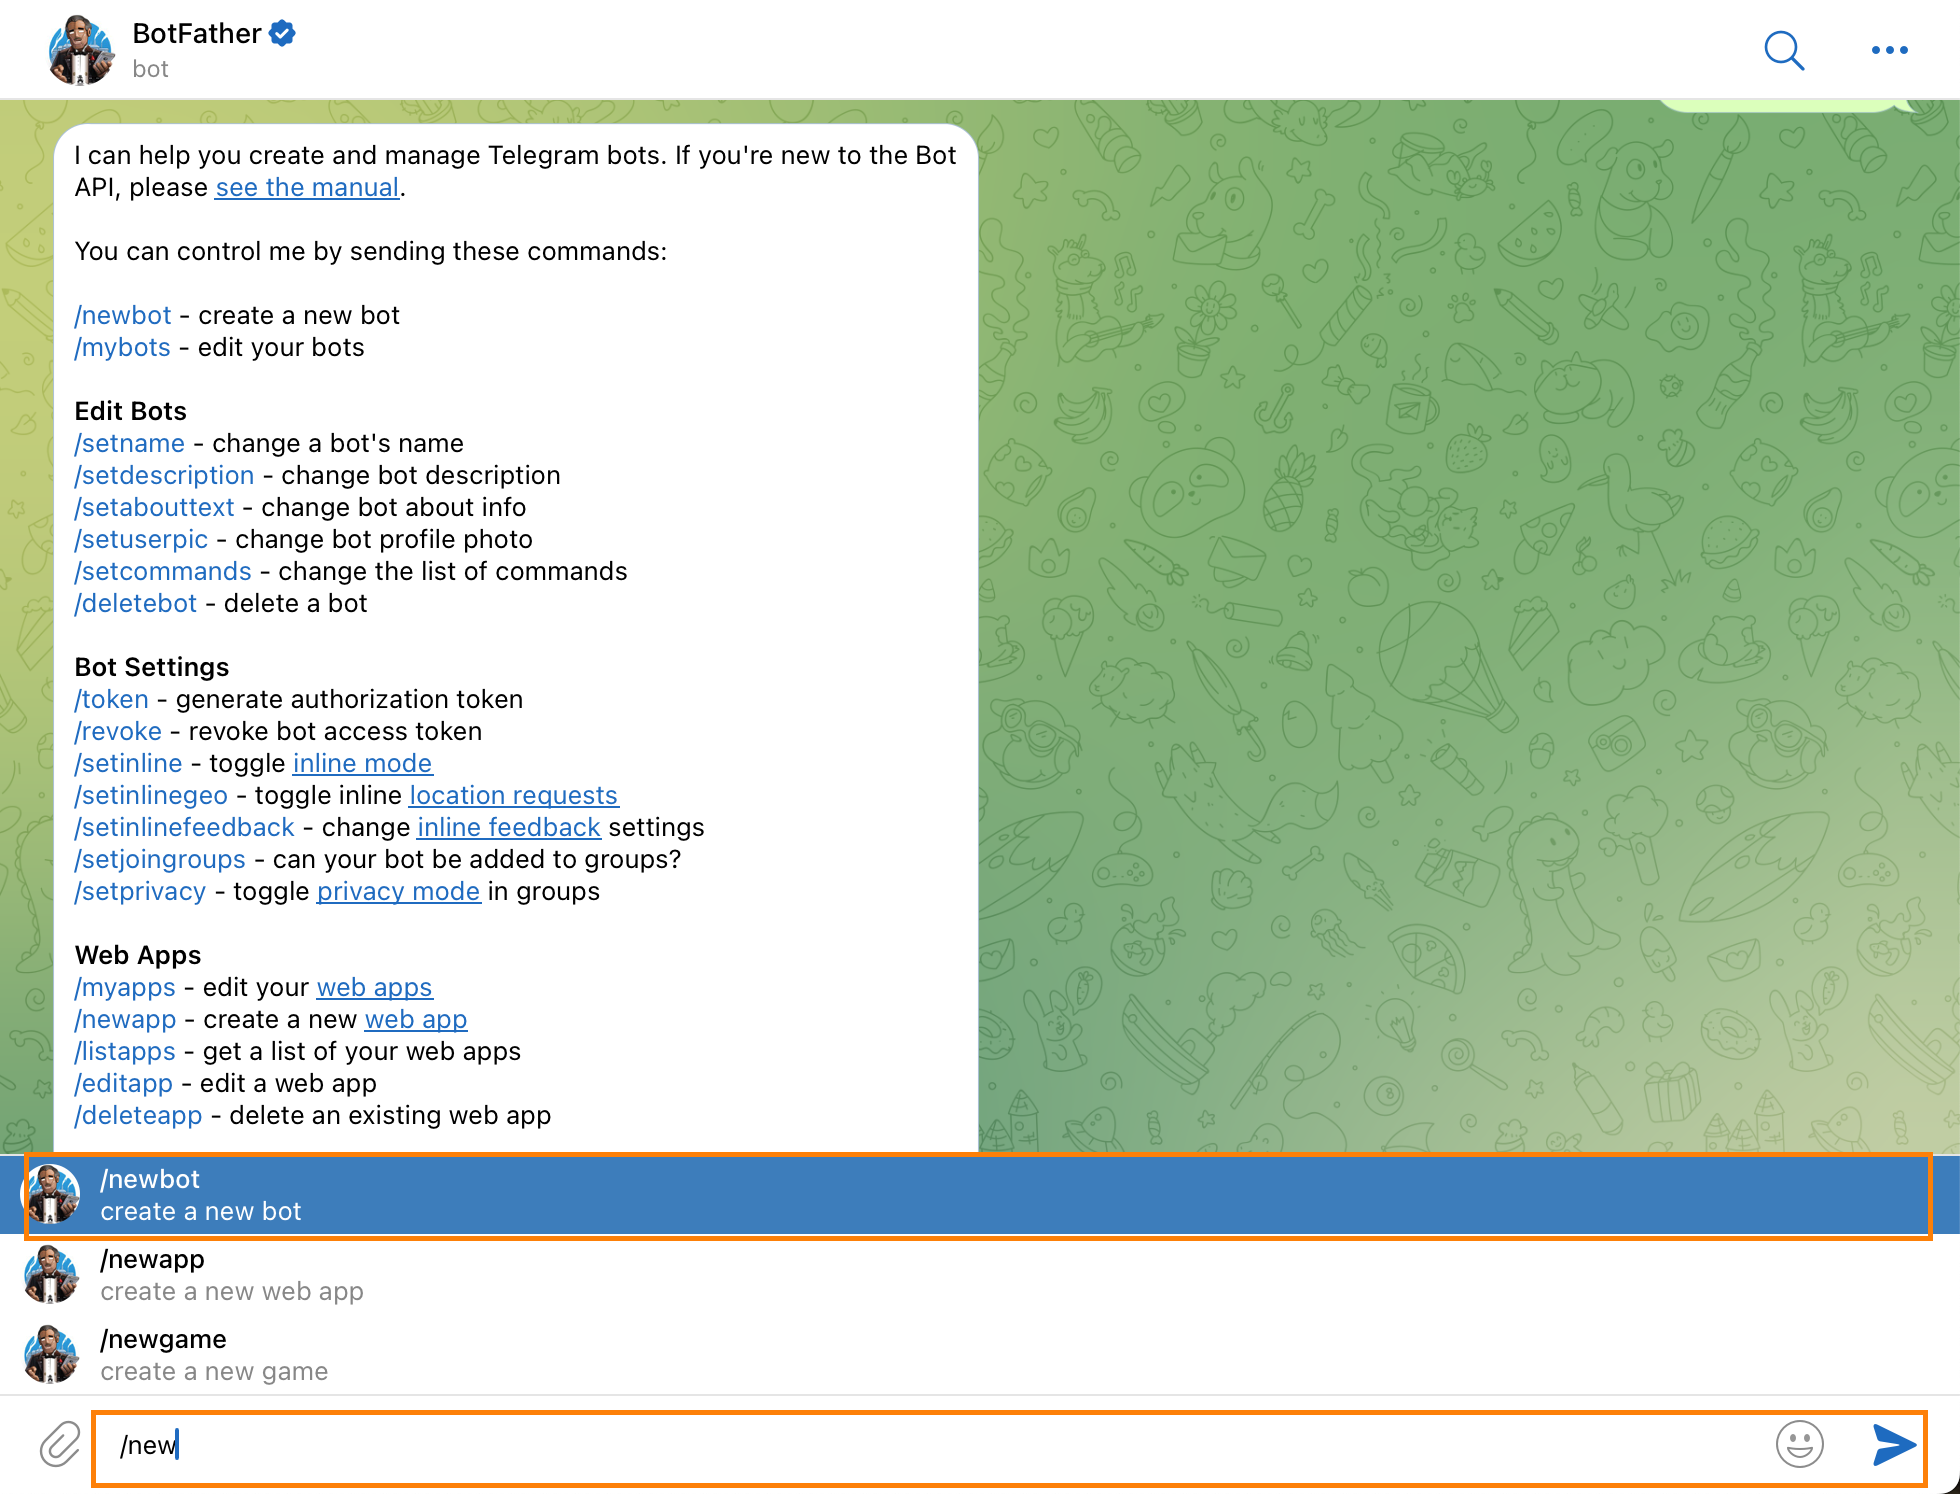 BotFather
bot
I can help you create and manage Telegram bots. If you're new to the Bot
API, please see the manual.
You can control me by sending these commands:
/newbot - create a new bot
/mybots - edit your bots
Edit Bots
/setname - change a bot's name
/setdescription - change bot description
/setabouttext - change bot about info
/setuserpic - change bot profile photo
/setcommands - change the list of commands
/deletebot - delete a bot
Bot Settings
/token - generate authorization token
/revoke - revoke bot access token
/setinline - toggle inline mode
/setinlinegeo - toggle inline location requests
/setinlinefeedback - change inline feedback settings
/setjoingroups - can your bot be added to groups?
/setprivacy - toggle privacy mode in groups
Web Apps
/myapps - edit your web apps
/newapp - create a new web app
/listapps - get a list of your web apps
/editapp - edit a web app
/deleteapp - delete an existing web app
/newbot
create a new bot
/newapp
create a new web app
/newgame
create a new game
/new